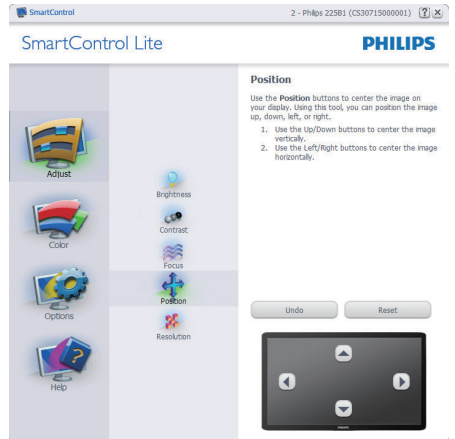 SmartControl
2 - Philips 225B1 (CS30715000001)
?
x
SmartControl Lite
PHILIPS
Adjust
Color
Options
Help
Brightness
Contrast
Focus
Position
Resolution
Position
Use the Position buttons to center the image on
your display. Using this tool, you can position the image
up, down, left, or right.
1. Use the Up/Down buttons to center the image
vertically.
2. Use the Left/Right buttons to center the image
horizontally.
Undo
Reset
PHILIPS